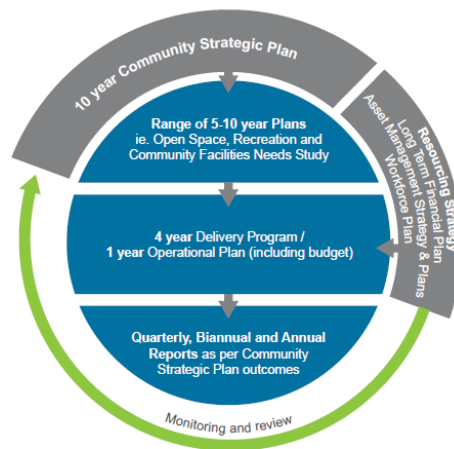 10 year Community Strategic Plan
Resourcing Strategy
Long Term Financial Plan
Asset Management Strategy & Plans
Workforce Plan
Range of 5-10 year Plans
ie. Open Space, Recreation and
Community Facilities Needs Study
4 year Delivery Program /
1 year Operational Plan (including budget)
Quarterly, Biannual and Annual
Reports as per Community
Strategic Plan outcomes
Monitoring and review